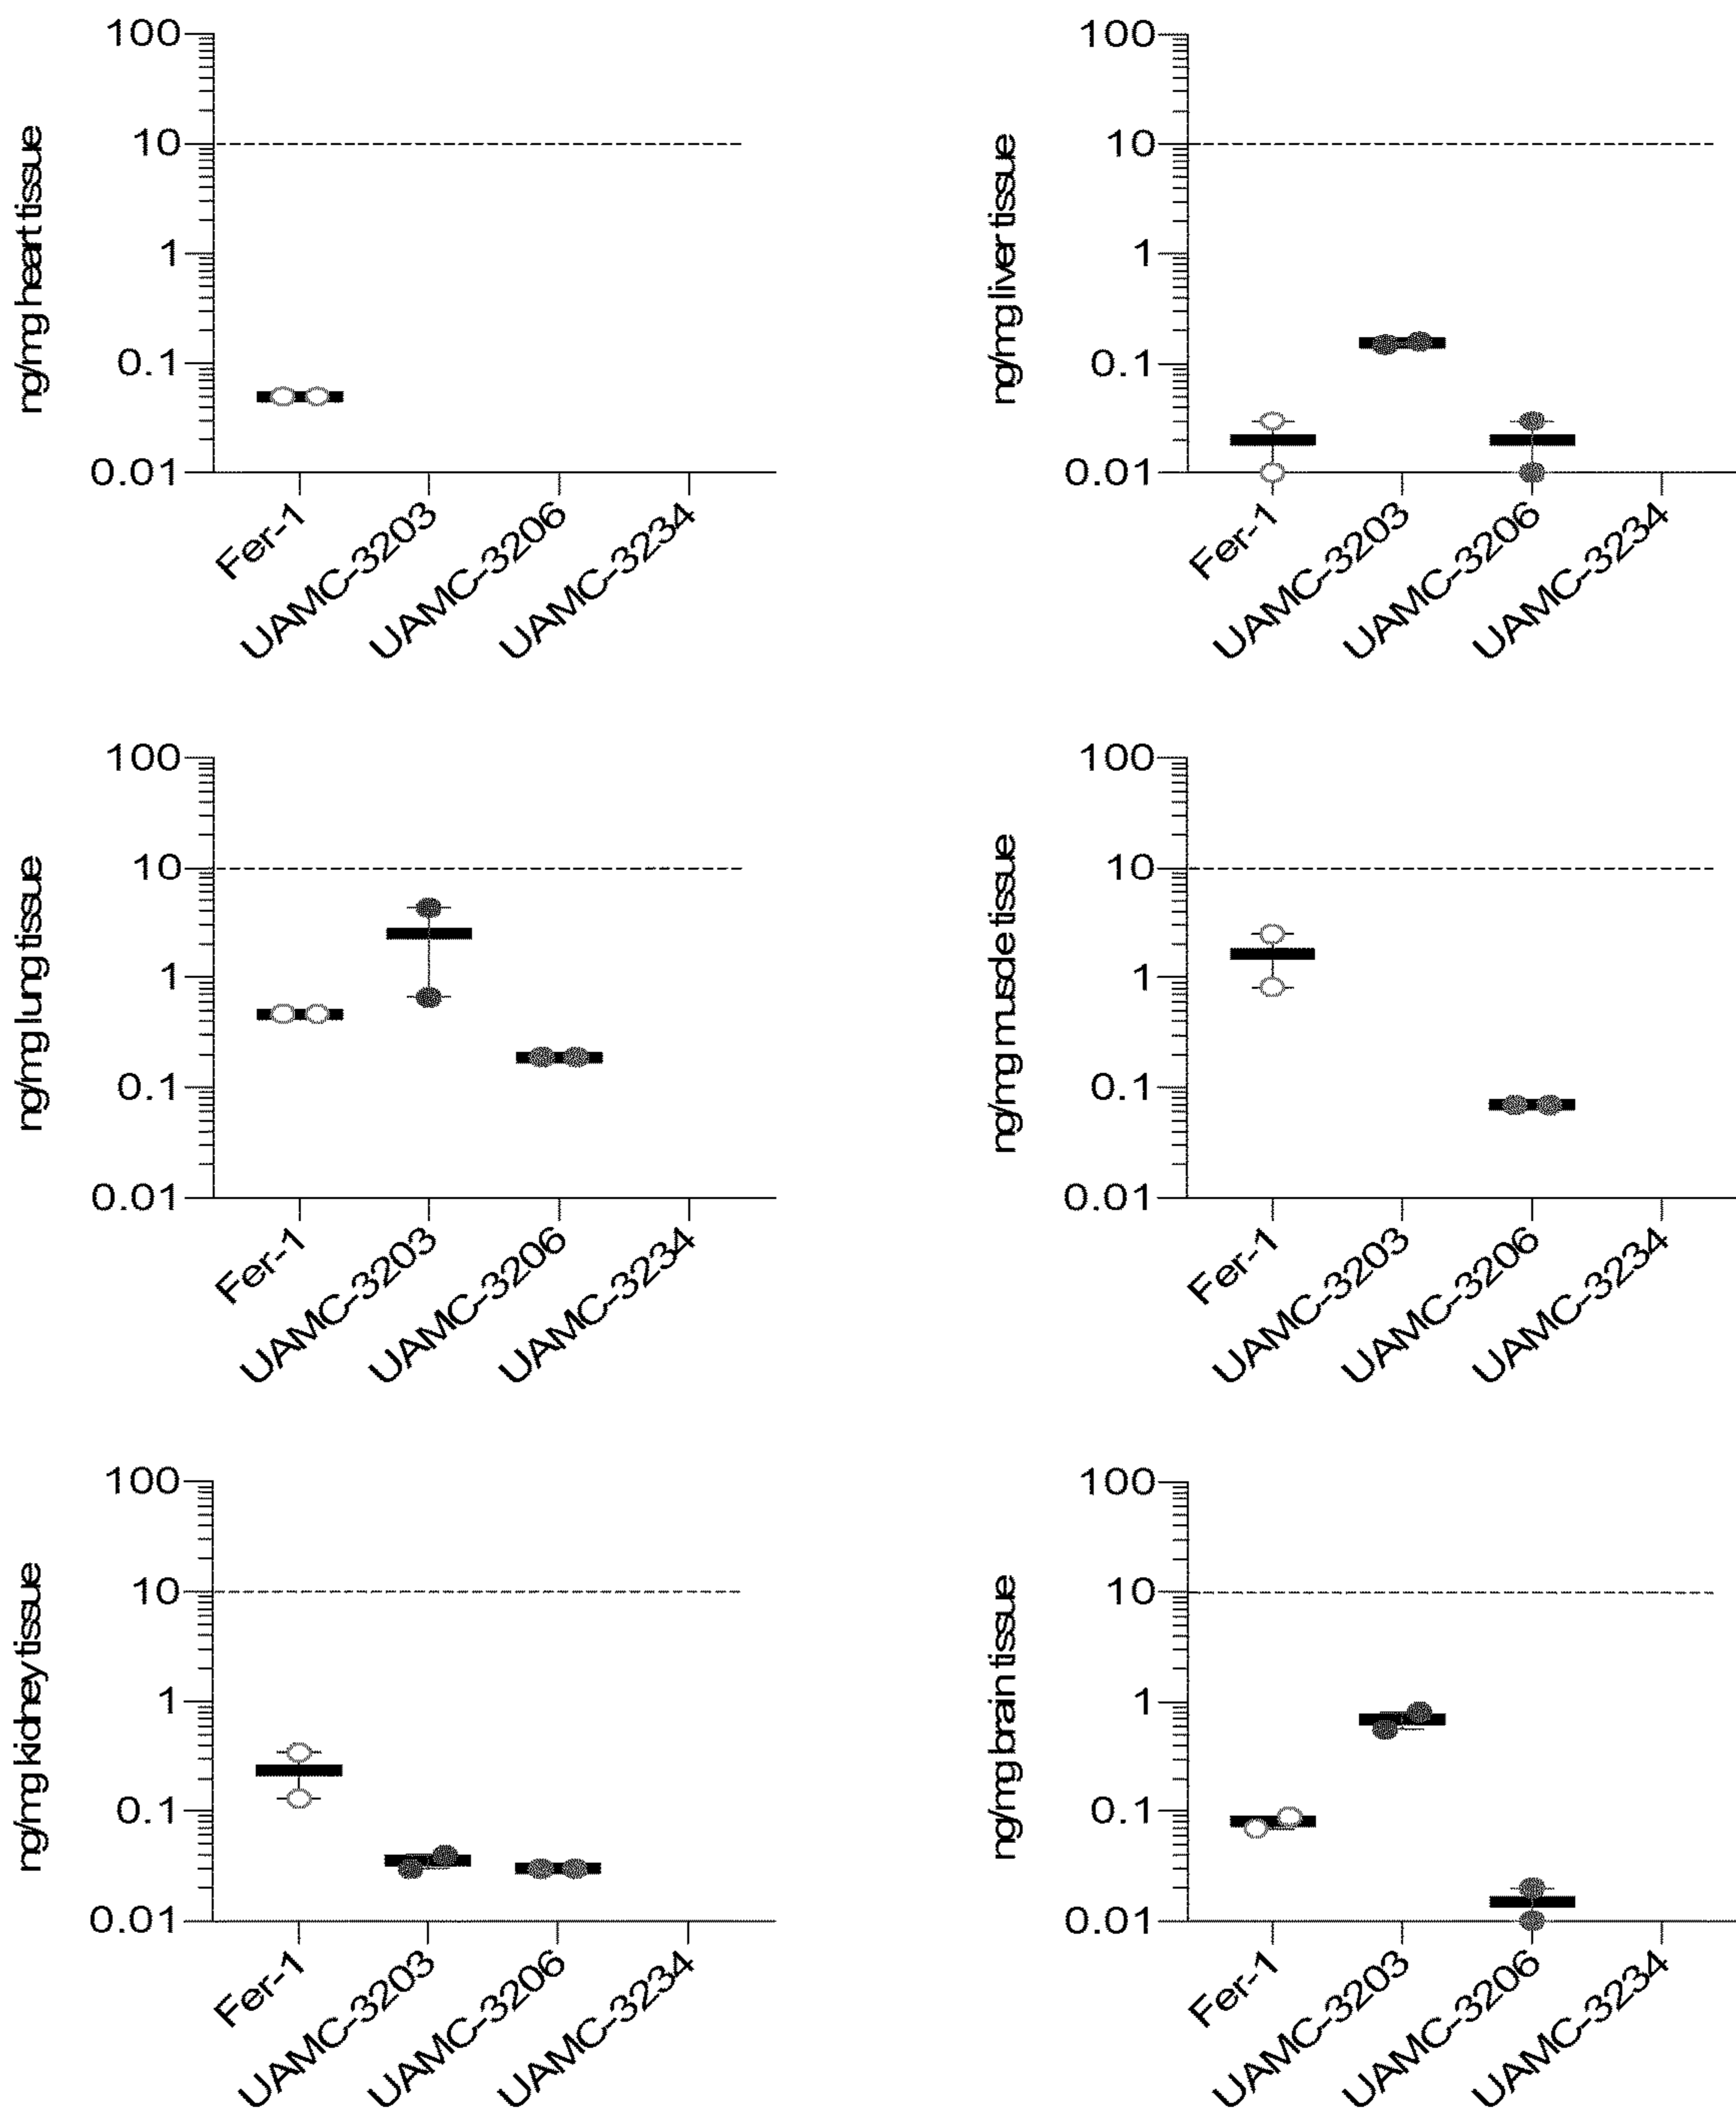 ng/mg heart tissue
100
10
1
0.1
0.01
Fer-1
UAMC-3203
UAMC-3206
UAMC-3234
ng/mg liver tissue
100
10
1
0.1
0.01
Fer-1
UAMC-3203
UAMC-3206
UAMC-3234
ng/mg lung tissue
100
10
1
0.1
0.01
Fer-1
UAMC-3203
UAMC-3206
UAMC-3234
ng/mg muscle tissue
100
10
1
0.1
0.01
Fer-1
UAMC-3203
UAMC-3206
UAMC-3234
ng/mg kidney tissue
100
10
1
0.1
0.01
Fer-1
UAMC-3203
UAMC-3206
UAMC-3234
ng/mg brain tissue
100
10
1
0.1
0.01
Fer-1
UAMC-3203
UAMC-3206
UAMC-3234